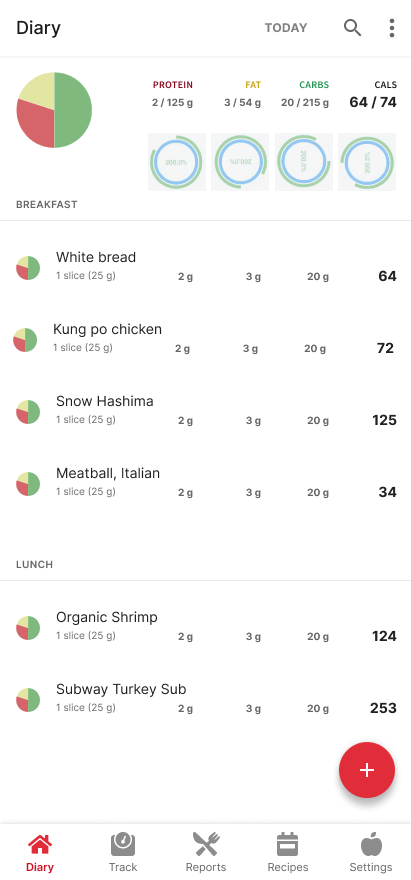 Diary
TODAY
PROTEIN FAT CARBS CALS
2 / 125 g 3 / 54 g 20 / 215 g 64 / 74
200.0% 200.0% 200.0% 200.0%
BREAKFAST
White bread
1 slice (25 g) 2 g 3 g 20 g 64
Kung po chicken
1 slice (25 g) 2 g 3 g 20 g 72
Snow Hashima
1 slice (25 g) 2 g 3 g 20 g 125
Meatball, Italian
1 slice (25 g) 2 g 3 g 20 g 34
LUNCH
Organic Shrimp
1 slice (25 g) 2 g 3 g 20 g 124
Subway Turkey Sub
1 slice (25 g) 2 g 3 g 20 g 253
Diary Track Reports Recipes Settings